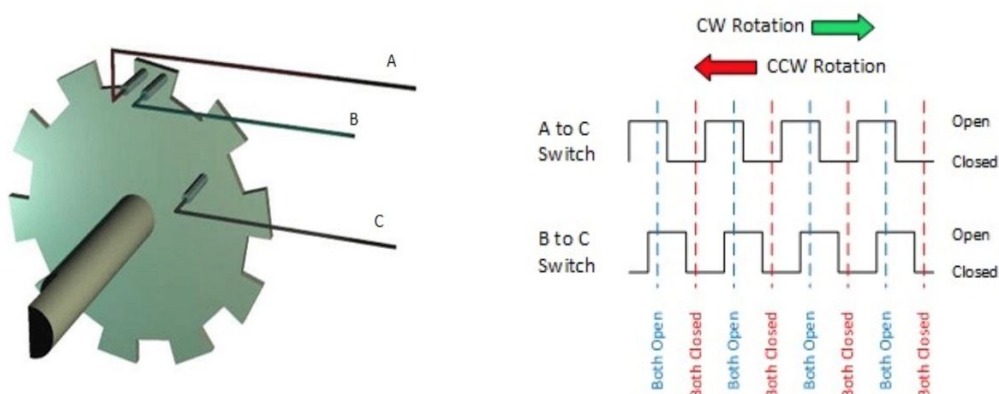 A
B
C
CW Rotation
CCW Rotation
A to C
Switch
Open
Closed
B to C
Switch
Open
Closed
Both Open
Both Closed
Both Open
Both Closed
Both Open
Both Closed
Both Open
Both Closed